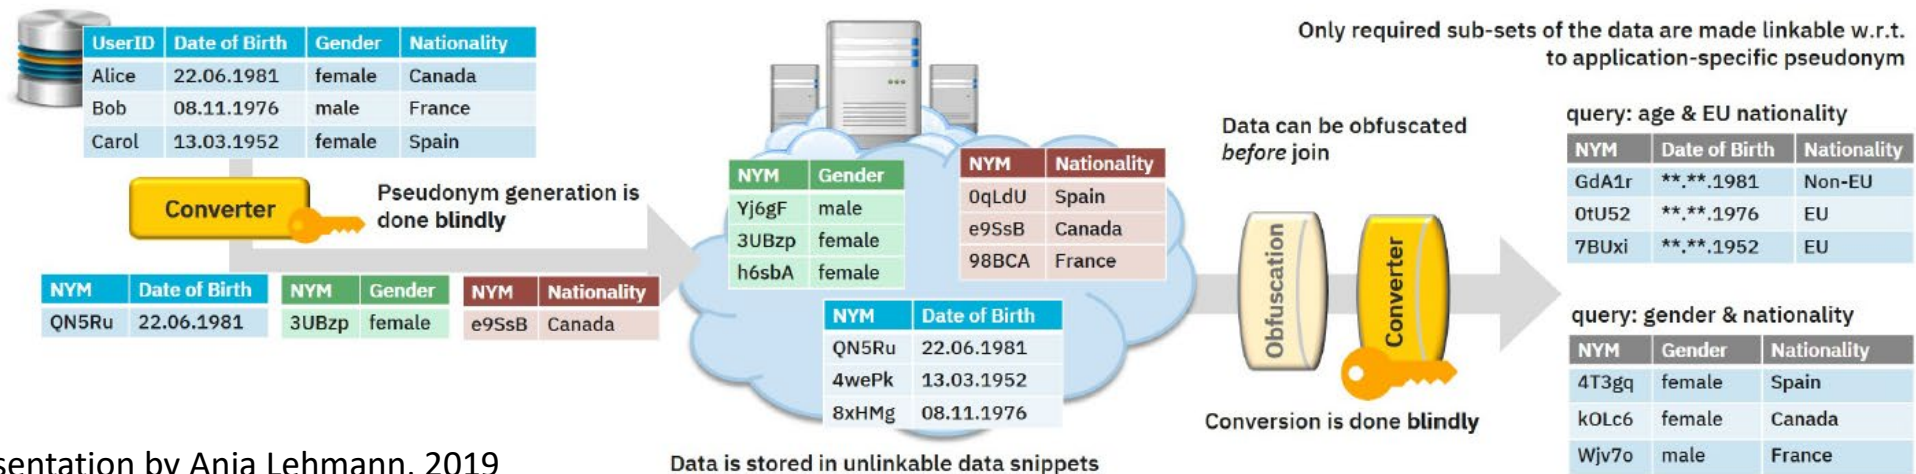 UserID Date of Birth Gender Nationality
Alice 22.06.1981 female Canada
Bob 08.11.1976 male France
Carol 13.03.1952 female Spain
Converter
Pseudonym generation is
done blindly
NYM Date of Birth
QN5Ru 22.06.1981
NYM Gender
3UBzp female
NYM Nationality
e9SsB Canada
NYM Gender
Yj6gF male
3UBzp female
h6sbA female
NYM Nationality
0qLdU Spain
e9SsB Canada
98BCA France
NYM Date of Birth
QN5Ru 22.06.1981
4wePk 13.03.1952
8xHMg 08.11.1976
Data is stored in unlinkable data snippets
Data can be obfuscated
before join
Obfuscation
Converter
Conversion is done blindly
Only required sub-sets of the data are made linkable w.r.t.
to application-specific pseudonym
query: age & EU nationality
NYM Date of Birth Nationality
GdA1r **.**.1981 Non-EU
0tU52 **.**.1976 EU
7BUxi **.**.1952 EU
query: gender & nationality
NYM Gender Nationality
4T3gq female Spain
kOLc6 female Canada
Wjv7o male France
sentation by Anja Lehmann, 2019